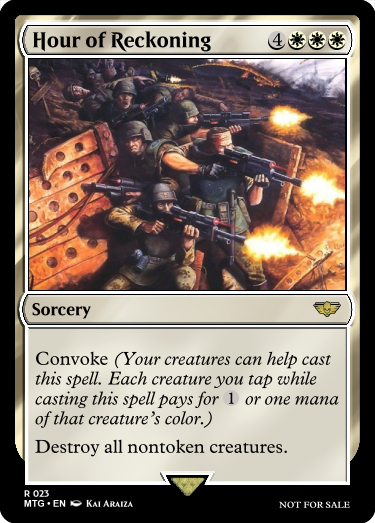 Hour of Reckoning 4
Sorcery
Convoke (Your creatures can help cast
this spell. Each creature you tap while
casting this spell pays for 1 or one mana
of that creature's color.)
Destroy all nontoken creatures.
R 023
MTG • EN Kai Araiza
NOT FOR SALE